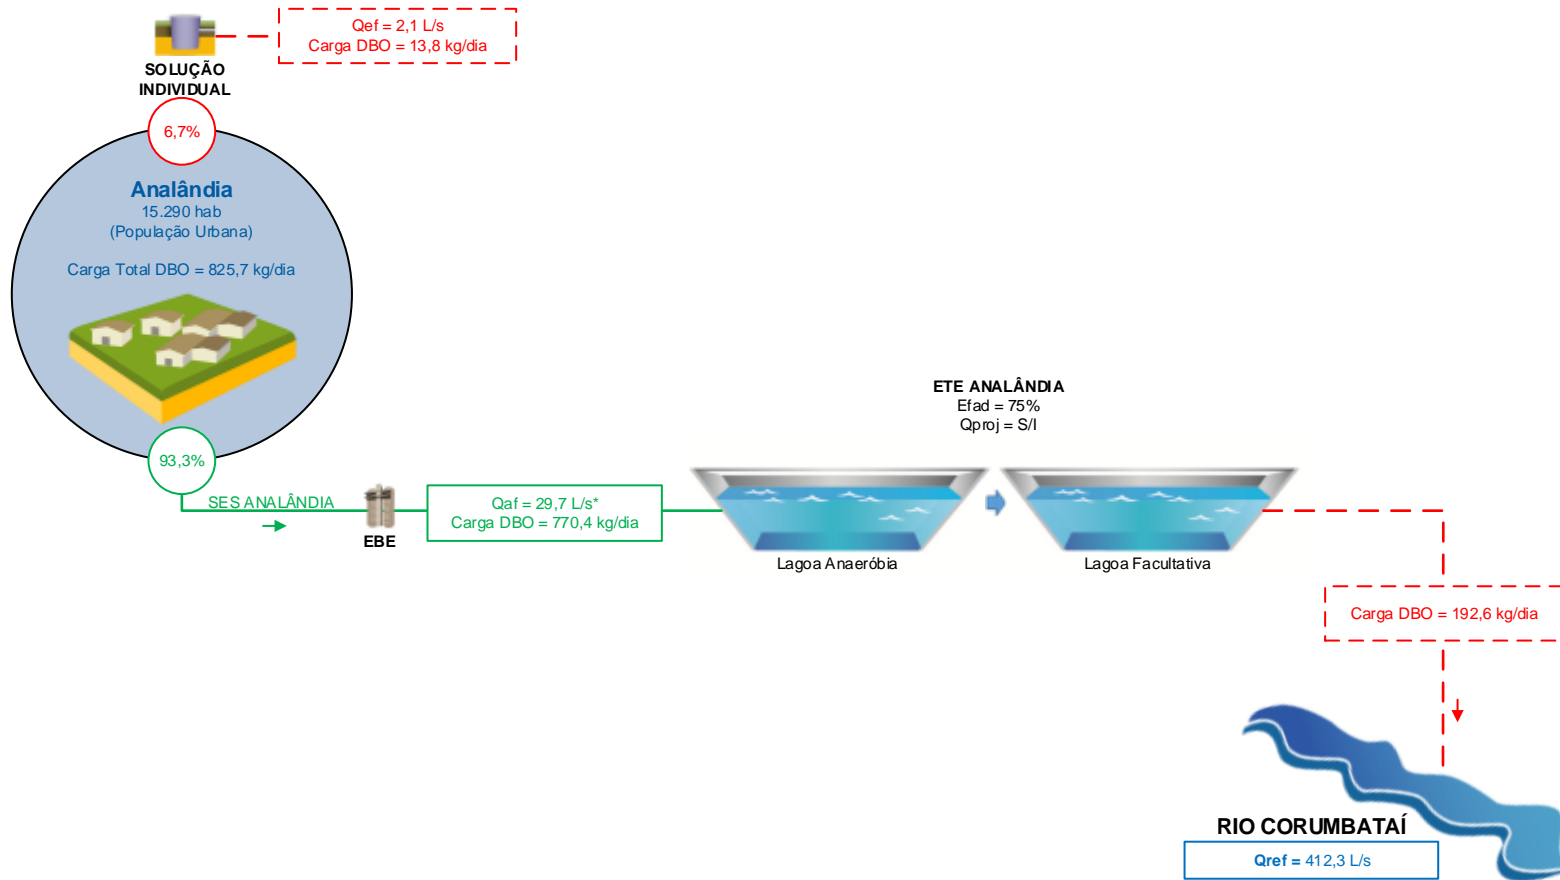 Qef = 2,1 L/s
Carga DBO = 13,8 kg/dia
SOLUÇÃO
INDIVIDUAL
6,7%
Analândia
15.290 hab
(População Urbana)
Carga Total DBO = 825,7 kg/dia
93,3%
SES ANALÂNDIA
EBE
Qaf = 29,7 L/s*
Carga DBO = 770,4 kg/dia
ETE ANALÂNDIA
Efad = 75%
Qproj = S/I
Lagoa Anaeróbia
Lagoa Facultativa
Carga DBO = 192,6 kg/dia
RIO CORUMBATAÍ
Qref = 412,3 L/s